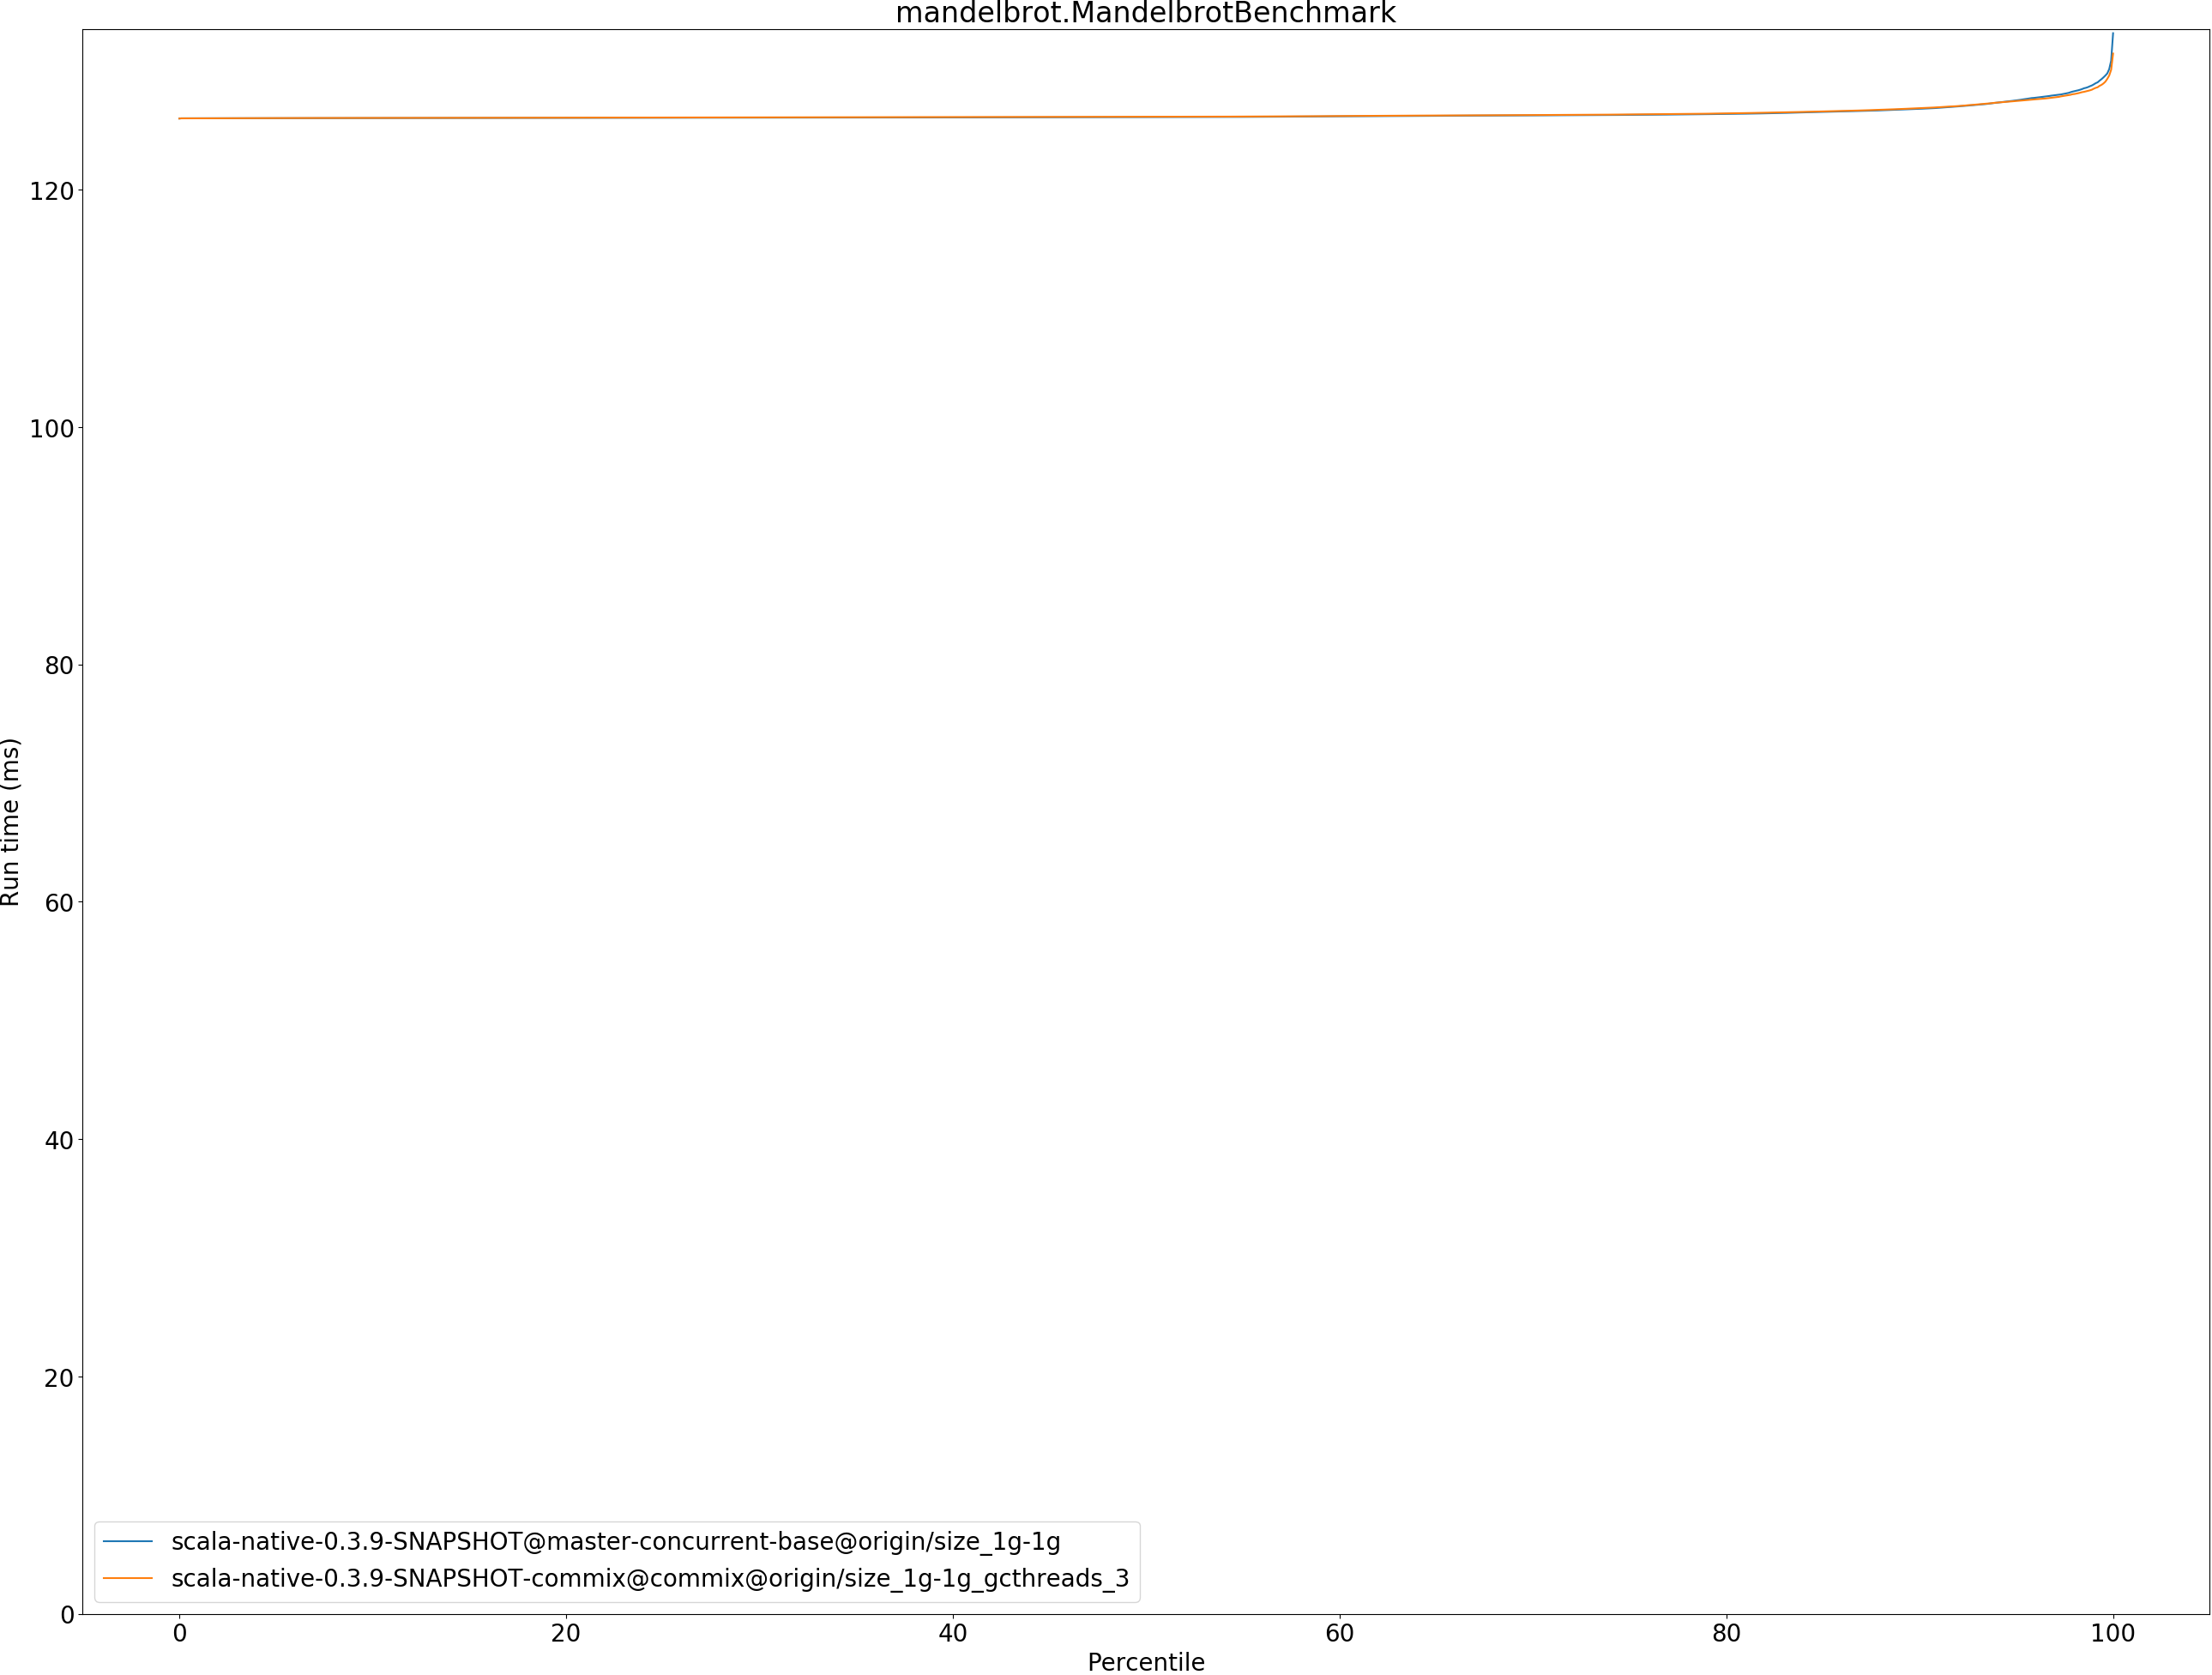 mandelbrot.MandelbrotBenchmark
Run time (ms)
120
100
80
60
40
20
0
scala-native-0.3.9-SNAPSHOT@master-concurrent-base@origin/size_1g-1g
scala-native-0.3.9-SNAPSHOT-commix@commix@origin/size_1g-1g_gcthreads_3
0 20 40 60 80 100
Percentile